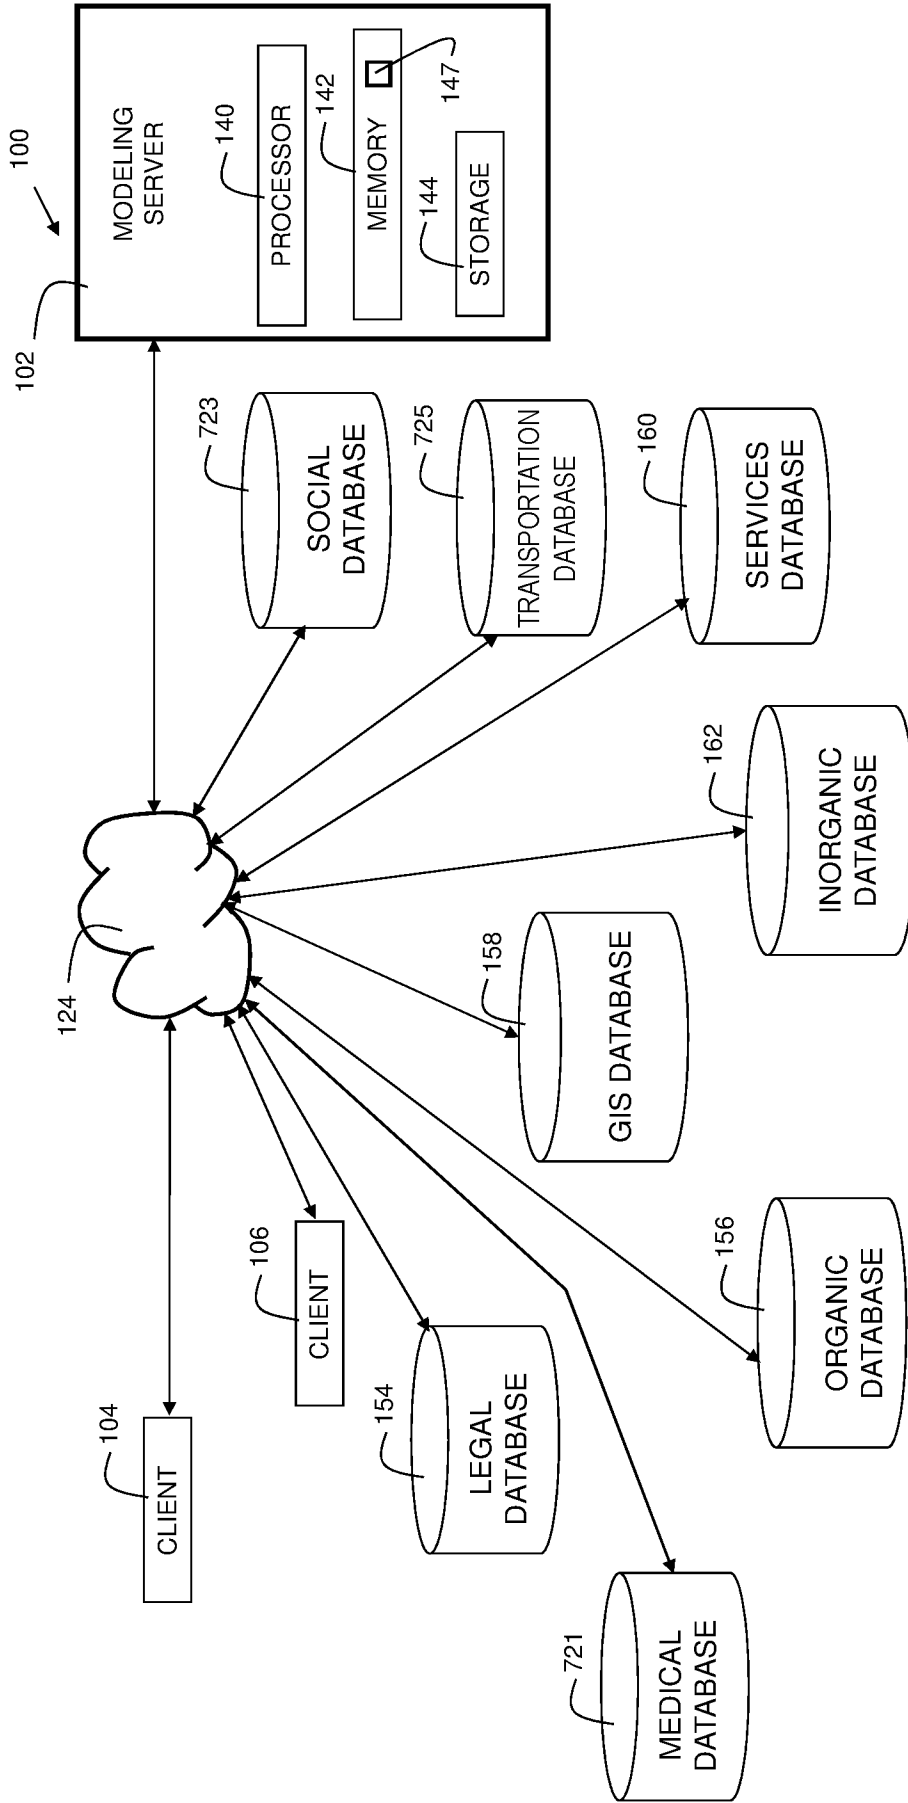 100
102
MODELING
SERVER
140
PROCESSOR
142
MEMORY
147
144
STORAGE
124
104
CLIENT
106
CLIENT
723
SOCIAL
DATABASE
725
TRANSPORTATION
DATABASE
160
SERVICES
DATABASE
162
INORGANIC
DATABASE
158
GIS DATABASE
154
LEGAL
DATABASE
156
ORGANIC
DATABASE
721
MEDICAL
DATABASE